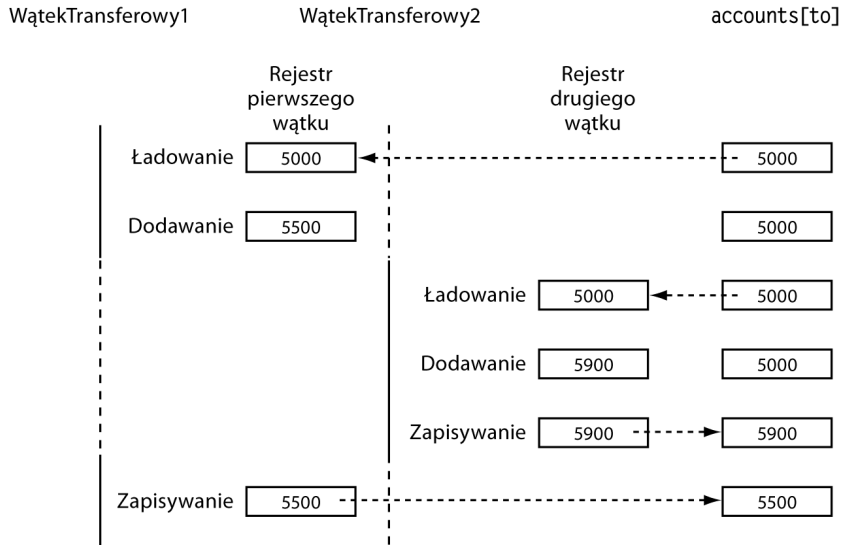 WątekTransferowy1 WątekTransferowy2 accounts[to]
Rejestr pierwszego wątku
Rejestr drugiego wątku
Ładowanie 5000 5000
Dodawanie 5500 5000
Ładowanie 5000 5000
Dodawanie 5900 5000
Zapisywanie 5900 5900
Zapisywanie 5500 5500